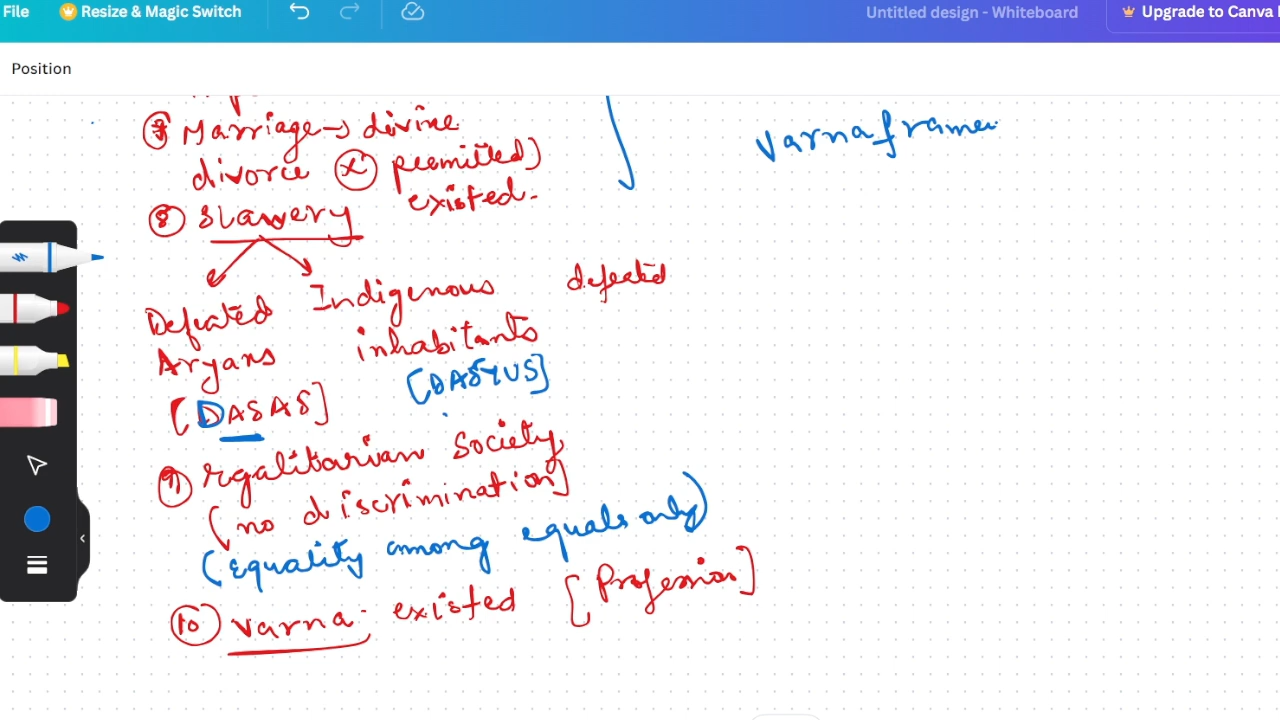 File
Resize & Magic Switch
Untitled design - Whiteboard
Upgrade to Canva
Position
⑦ Marriage → divine
divorce ⓧ permitted)
existed.
⑧ Slavery
Defeated
Aryans
[DASAS]
Indigenous defeated
inhabitants
[DASYUS]
⑨ Egalitarian Society
(no discrimination]
(equality among equals only)
⑩ Varna existed [Profession]
Varna framew